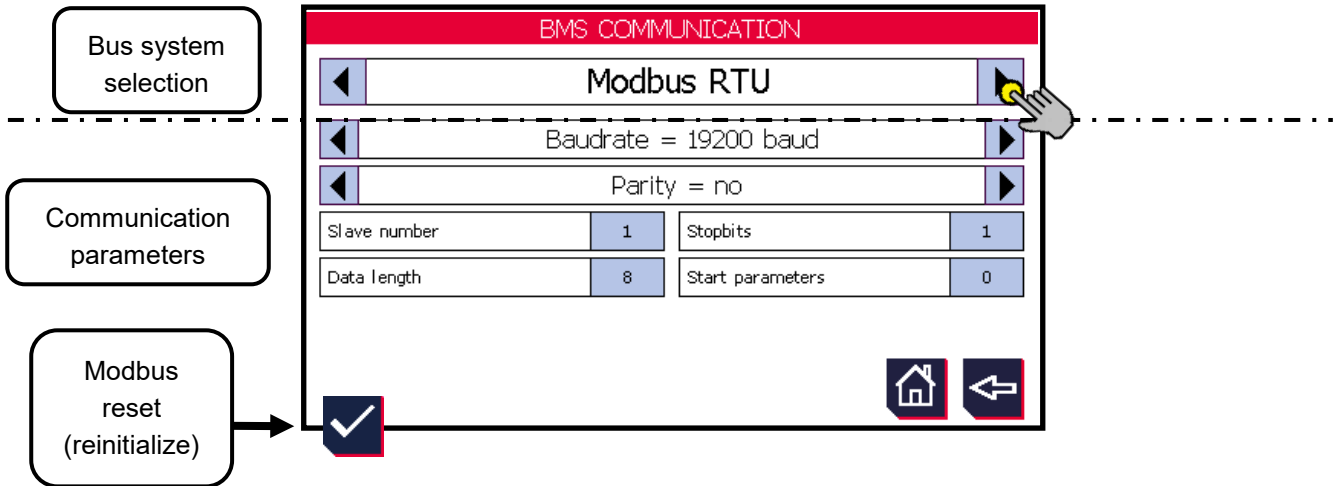 Bus system
selection
BMS COMMUNICATION
Modbus RTU
Baudrate = 19200 baud
Parity = no
Communication
parameters
Slave number 1 Stopbits 1
Data length 8 Start parameters 0
Modbus
reset
(reinitialize)